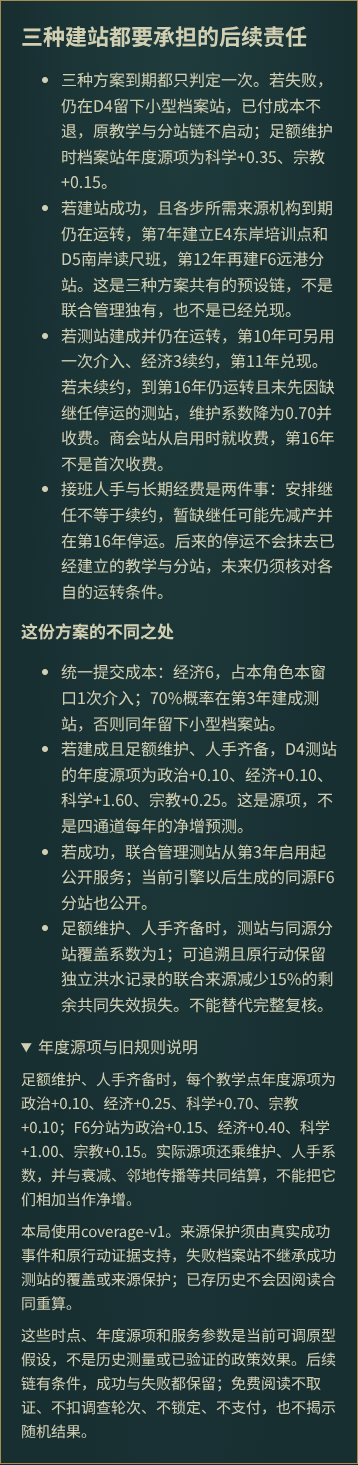 三种建站都要承担的后续责任
• 三种方案到期都只判定一次。若失败，
仍在D4留下小型档案站，已付成本不
退，原教学与分站链不启动；足额维护
时档案站年度源项为科学+0.35、宗教
+0.15。
• 若建站成功，且各步所需来源机构到期
仍在运转，第7年建立E4东岸培训点和
D5南岸读尺班，第12年再建F6远港分
站。这是三种方案共有的预设链，不是
联合管理独有，也不是已经兑现。
• 若测站建成并仍在运转，第10年可另用
一次介入、经济3续约，第11年兑现。
若未续约，到第16年仍运转且未先因缺
继任停运的测站，维护系数降为0.70并
收费。商会站从启用时就收费，第16年
不是首次收费。
• 接班人手与长期经费是两件事：安排继
任不等于续约，暂缺继任可能先减产并
在第16年停运。后来的停运不会抹去已
经建立的教学与分站，未来仍须核对各
自的运转条件。
这份方案的不同之处
• 统一提交成本：经济6，占本角色本窗
口1次介入；70%概率在第3年建成测
站，否则同年留下小型档案站。
• 若建成且足额维护、人手齐备，D4测站
的年度源项为政治+0.10、经济+0.10、
科学+1.60、宗教+0.25。这是源项，不
是四通道每年的净增预测。
• 若成功，联合管理测站从第3年启用起
公开服务；当前引擎以后生成的同源F6
分站也公开。
• 足额维护、人手齐备时，测站与同源分
站覆盖系数为1；可追溯且原行动保留
独立洪水记录的联合来源减少15%的剩
余共同失效损失。不能替代完整复核。
▼ 年度源项与旧规则说明
足额维护、人手齐备时，每个教学点年度源项为
政治+0.10、经济+0.25、科学+0.70、宗教
+0.10；F6分站为政治+0.15、经济+0.40、科学
+1.00、宗教+0.15。实际源项还乘维护、人手系
数，并与衰减、邻地传播等共同结算，不能把它
们相加当作净增。
本局使用coverage-v1。来源保护须由真实成功
事件和原行动证据支持，失败档案站不继承成功
测站的覆盖或来源保护；已存历史不会因阅读合
同重算。
这些时点、年度源项和服务参数是当前可调原型
假设，不是历史测量或已验证的政策效果。后续
链有条件，成功与失败都保留；免费阅读不取
证、不扣调查轮次、不锁定、不支付，也不揭示
随机结果。